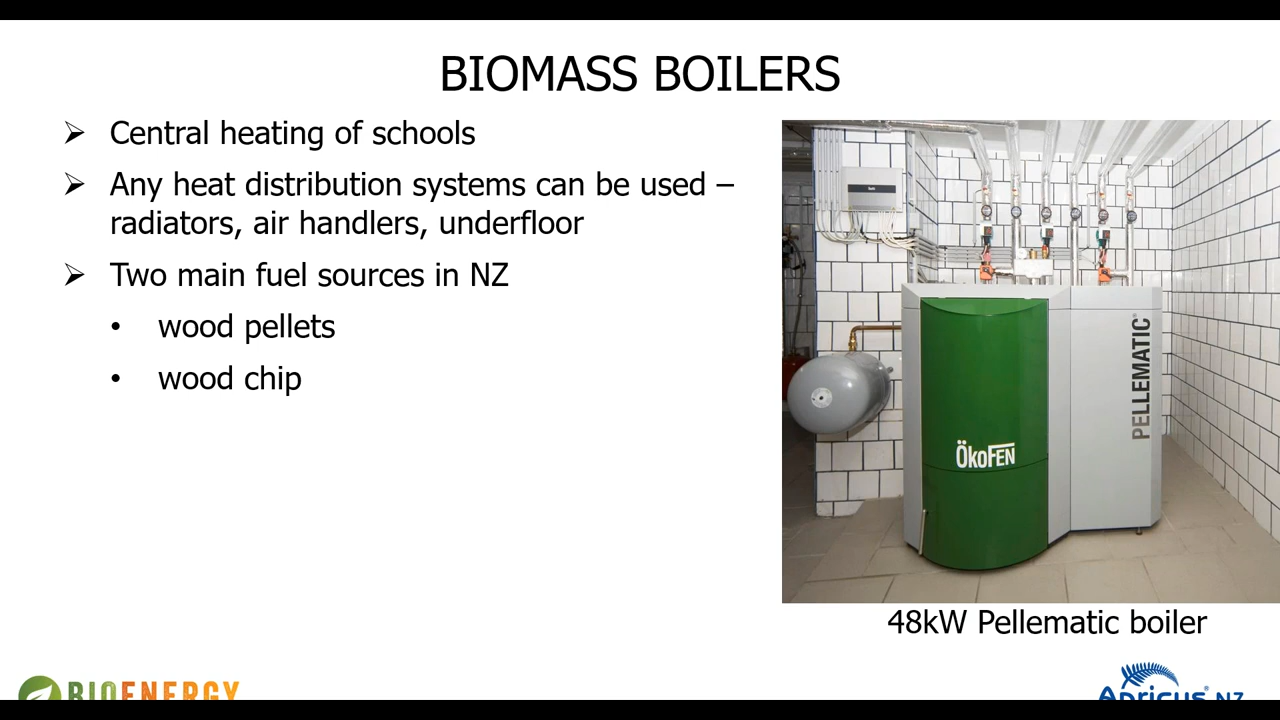 BIOMASS BOILERS
➢ Central heating of schools
➢ Any heat distribution systems can be used –
radiators, air handlers, underfloor
➢ Two main fuel sources in NZ
• wood pellets
• wood chip
PELLEMATIC®
ÖkoFEN
48kW Pellematic boiler
BIOENERGY
Apricus® NZ